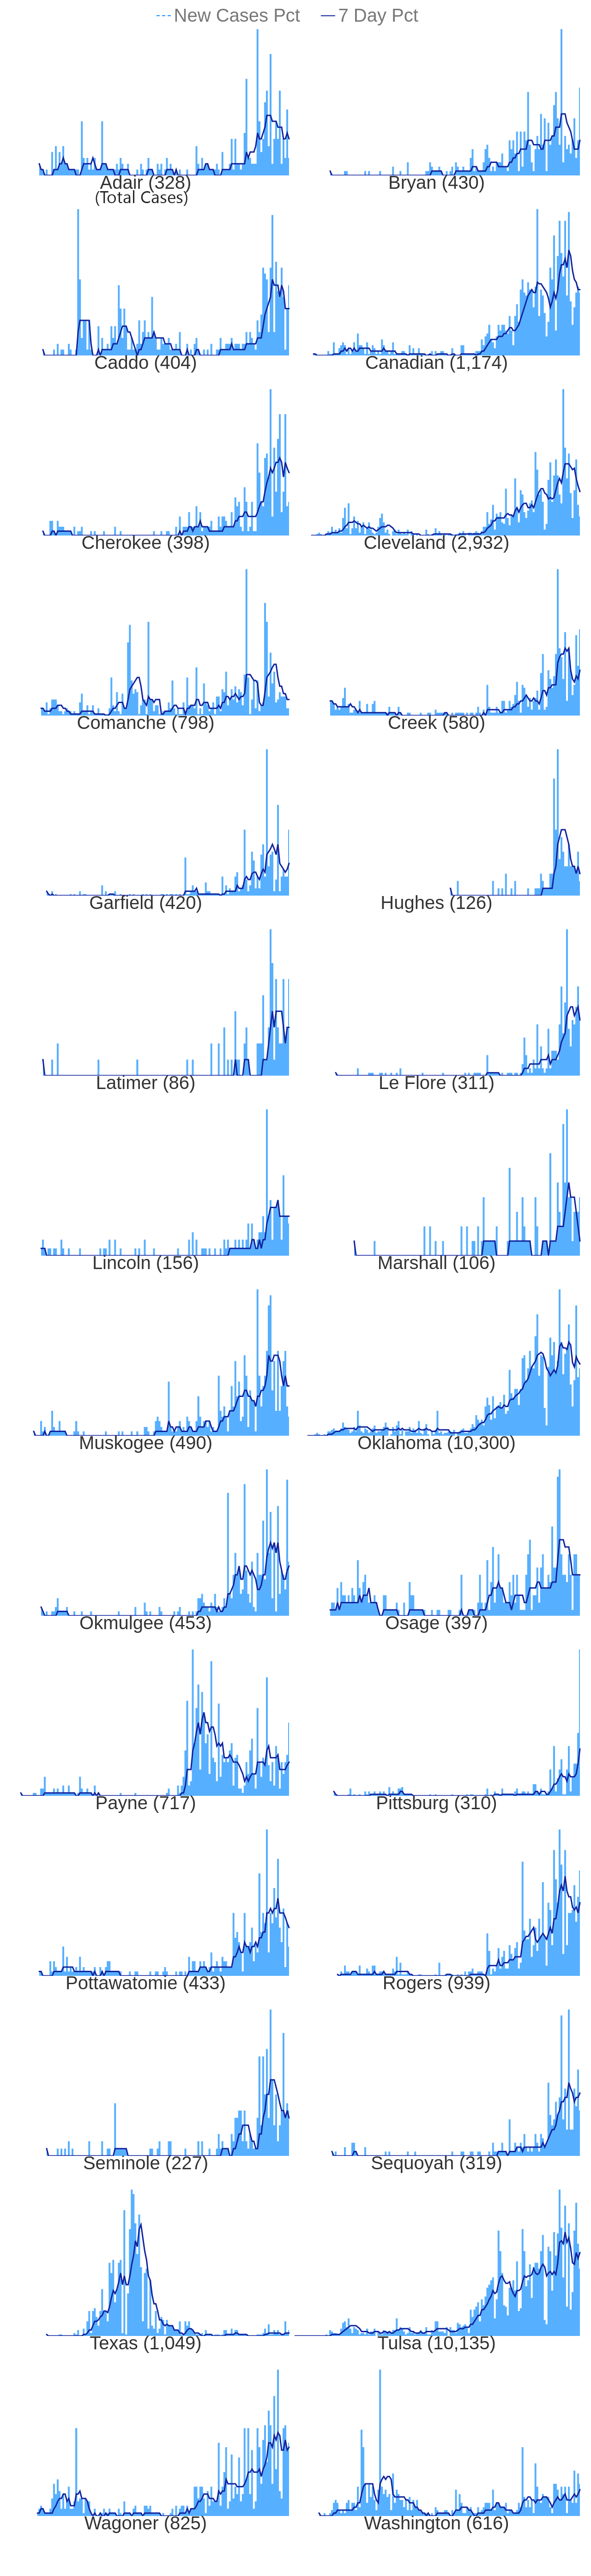 New Cases Pct 7 Day Pct
Adair (328) Bryan (430)
(Total Cases)
Caddo (404) Canadian (1,174)
Cherokee (398) Cleveland (2,932)
Comanche (798) Creek (580)
Garfield (420) Hughes (126)
Latimer (86) Le Flore (311)
Lincoln (156) Marshall (106)
Muskogee (490) Oklahoma (10,300)
Okmulgee (453) Osage (397)
Payne (717) Pittsburg (310)
Pottawatomie (433) Rogers (939)
Seminole (227) Sequoyah (319)
Texas (1,049) Tulsa (10,135)
Wagoner (825) Washington (616)